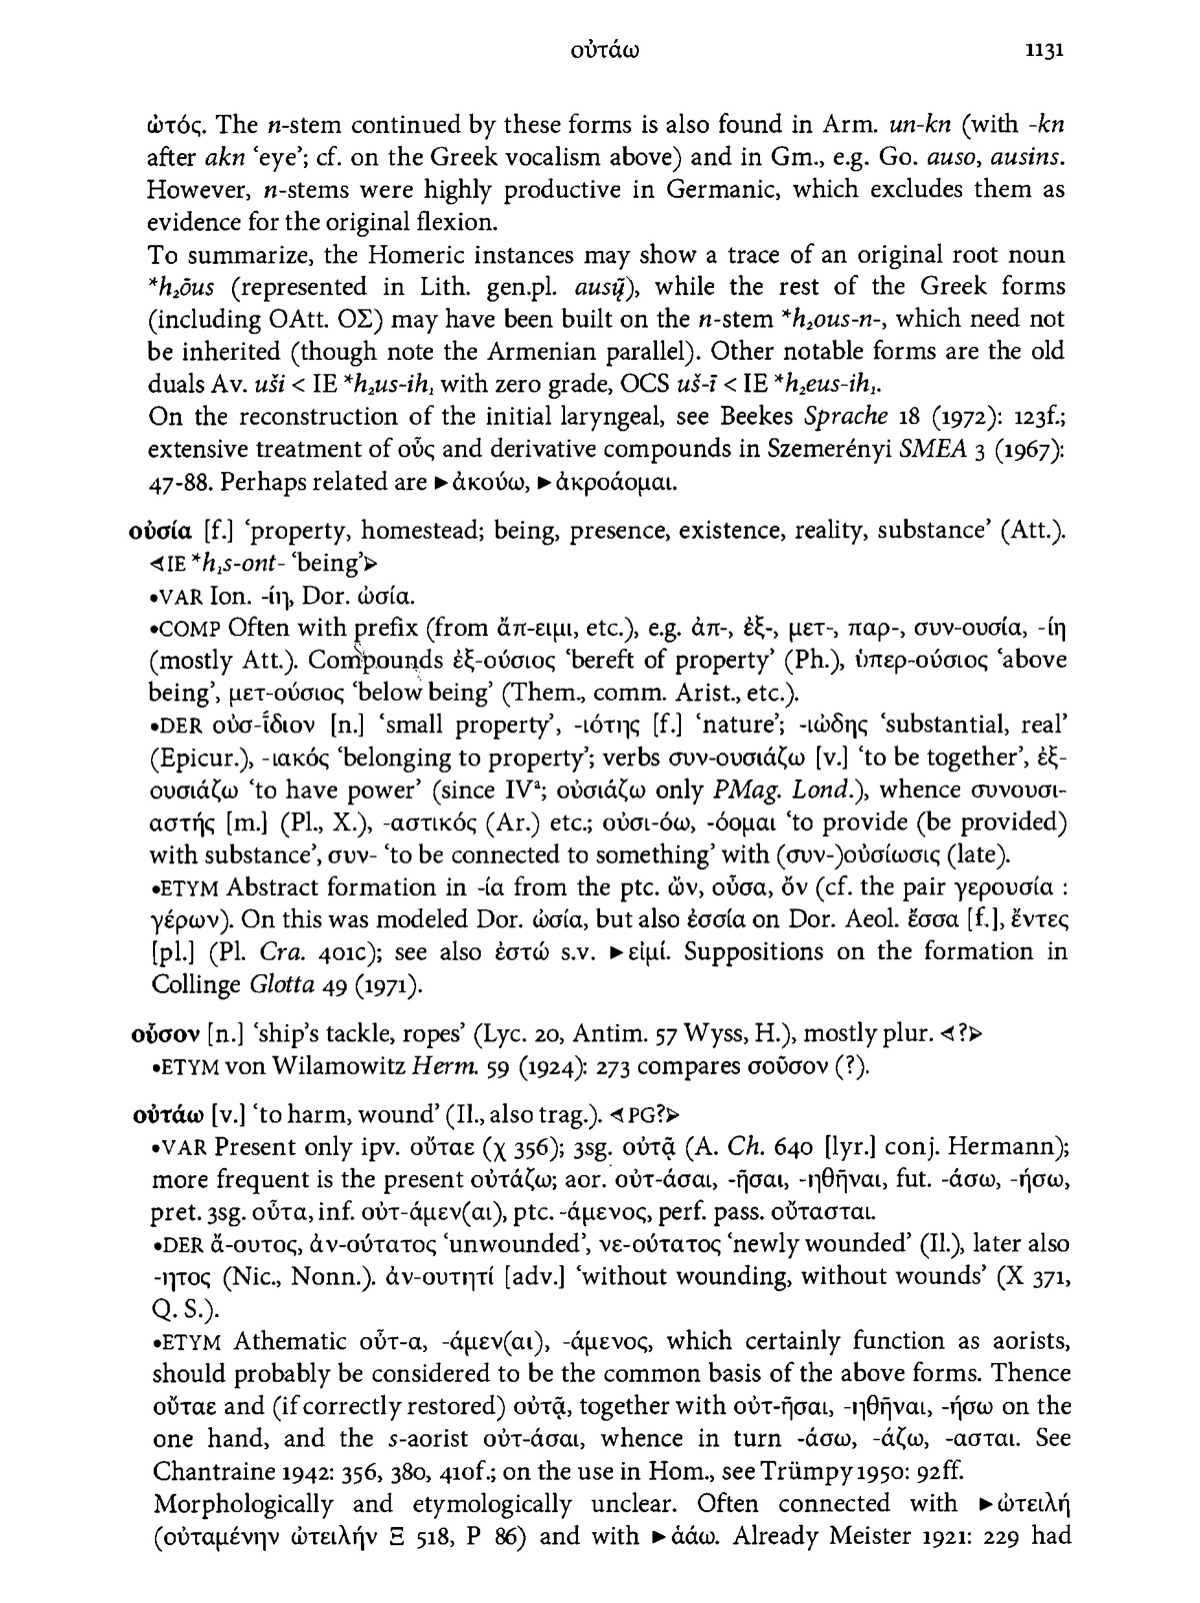 οὐτάω 1131
ὠτός. The n-stem continued by these forms is also found in Arm. un-kn (with -kn
after akn ‘eye’; cf. on the Greek vocalism above) and in Gm., e.g. Go. auso, ausins.
However, n-stems were highly productive in Germanic, which excludes them as
evidence for the original flexion.
To summarize, the Homeric instances may show a trace of an original root noun
*h₂ōus (represented in Lith. gen.pl. ausų̃), while the rest of the Greek forms
(including OAtt. ΟΣ) may have been built on the n-stem *h₂ous-n-, which need not
be inherited (though note the Armenian parallel). Other notable forms are the old
duals Av. uši < IE *h₂us-ih₁ with zero grade, OCS uš-ī < IE *h₂eus-ih₁.
On the reconstruction of the initial laryngeal, see Beekes Sprache 18 (1972): 123f.;
extensive treatment of οὖς and derivative compounds in Szemerényi SMEA 3 (1967):
47-88. Perhaps related are ►ἀκούω, ►ἀκροάομαι.
οὐσία [f.] ‘property, homestead; being, presence, existence, reality, substance’ (Att.).
⋖IE *h₁s-ont- ‘being’⋗
•VAR Ion. -ίη, Dor. ὠσία.
•COMP Often with prefix (from ἄπ-ειμι, etc.), e.g. ἀπ-, ἐξ-, μετ-, παρ-, συν-ουσία, -ίη
(mostly Att.). Compounds ἐξ-ούσιος ‘bereft of property’ (Ph.), ὑπερ-ούσιος ‘above
being’, μετ-ούσιος ‘below being’ (Them., comm. Arist., etc.).
•DER οὐσ-ΐδιον [n.] ‘small property’, -ιότης [f.] ‘nature’; -ιώδης ‘substantial, real’
(Epicur.), -ιακός ‘belonging to property’; verbs συν-ουσιάζω [v.] ‘to be together’, ἐξ-
ουσιάζω ‘to have power’ (since IVᵃ; οὐσιάζω only PMag. Lond.), whence συνουσι-
αστής [m.] (Pl., X.), -αστικός (Ar.) etc.; οὐσι-όω, -όομαι ‘to provide (be provided)
with substance’, συν- ‘to be connected to something’ with (συν-)οὐσίωσις (late).
•ETYM Abstract formation in -ία from the ptc. ὤν, οὖσα, ὄν (cf. the pair γερουσία :
γέρων). On this was modeled Dor. ὠσία, but also ἐσσία on Dor. Aeol. ἔσσα [f.], ἔντες
[pl.] (Pl. Cra. 401c); see also ἐστώ s.v. ►εἰμί. Suppositions on the formation in
Collinge Glotta 49 (1971).
οὖσον [n.] ‘ship’s tackle, ropes’ (Lyc. 20, Antim. 57 Wyss, H.), mostly plur. ⋖?⋗
•ETYM von Wilamowitz Herm. 59 (1924): 273 compares σοῦσον (?).
οὐτάω [v.] ‘to harm, wound’ (Il., also trag.). ⋖PG?⋗
•VAR Present only ipv. οὔταε (χ 356); 3sg. οὐτᾷ (A. Ch. 640 [lyr.] conj. Hermann);
more frequent is the present οὐτάζω; aor. οὐτ-άσαι, -ῆσαι, -ηθῆναι, fut. -άσω, -ήσω,
pret. 3sg. οὖτα, inf. οὐτ-άμεν(αι), ptc. -άμενος, perf. pass. οὔτασται.
•DER ἄ-ουτος, ἀν-ούτατος ‘unwounded’, νε-ούτατος ‘newly wounded’ (Il.), later also
-ητος (Nic., Nonn.). ἀν-ουτητί [adv.] ‘without wounding, without wounds’ (Χ 371,
Q. S.).
•ETYM Athematic οὖτ-α, -άμεν(αι), -άμενος, which certainly function as aorists,
should probably be considered to be the common basis of the above forms. Thence
οὔταε and (if correctly restored) οὐτᾷ, together with οὐτ-ῆσαι, -ηθῆναι, -ήσω on the
one hand, and the s-aorist οὐτ-άσαι, whence in turn -άσω, -άζω, -ασται. See
Chantraine 1942: 356, 380, 410f.; on the use in Hom., see Trümpy 1950: 92ff.
Morphologically and etymologically unclear. Often connected with ►ὠτειλή
(οὐταμένην ὠτειλήν Ξ 518, Ρ 86) and with ►ἀάω. Already Meister 1921: 229 had